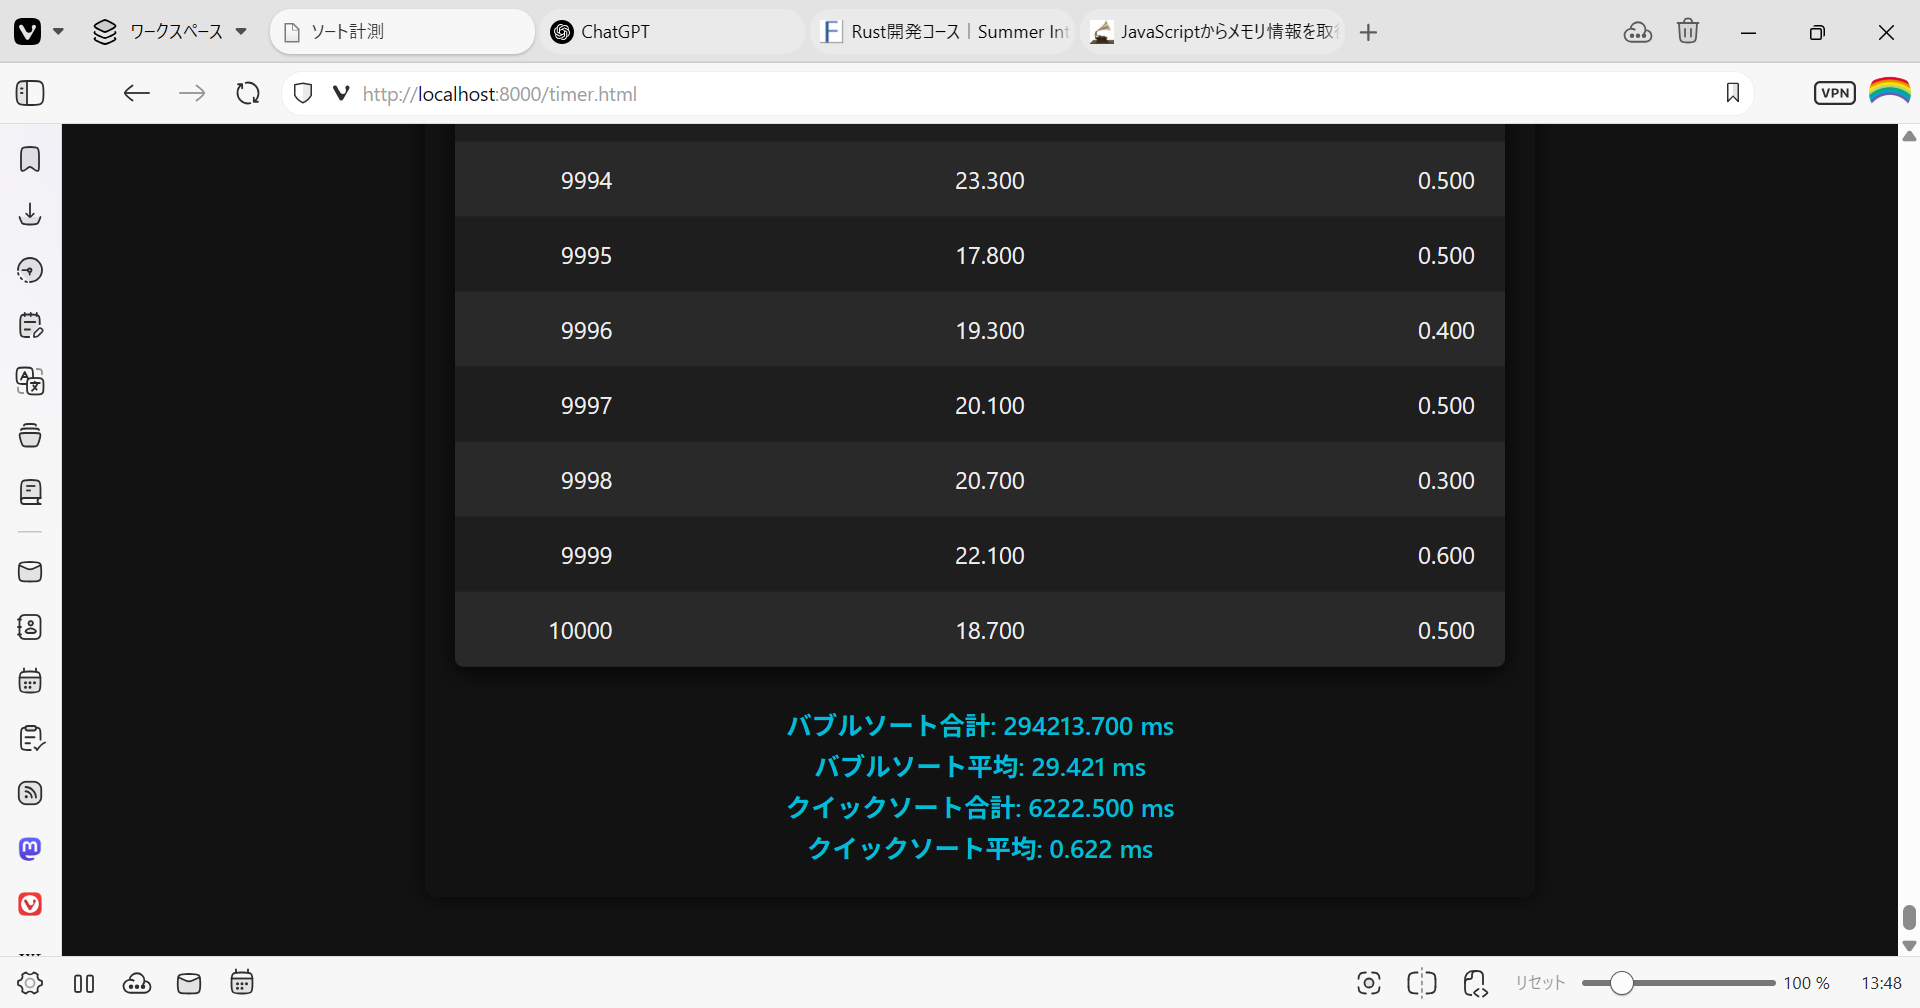 ワークスペース
ソート計測
ChatGPT
Rust開発コース｜Summer Int
JavaScriptからメモリ情報を取得
http://localhost:8000/timer.html
VPN
9994 23.300 0.500
9995 17.800 0.500
9996 19.300 0.400
9997 20.100 0.500
9998 20.700 0.300
9999 22.100 0.600
10000 18.700 0.500
バブルソート合計: 294213.700 ms
バブルソート平均: 29.421 ms
クイックソート合計: 6222.500 ms
クイックソート平均: 0.622 ms
リセット
100 %
13:48